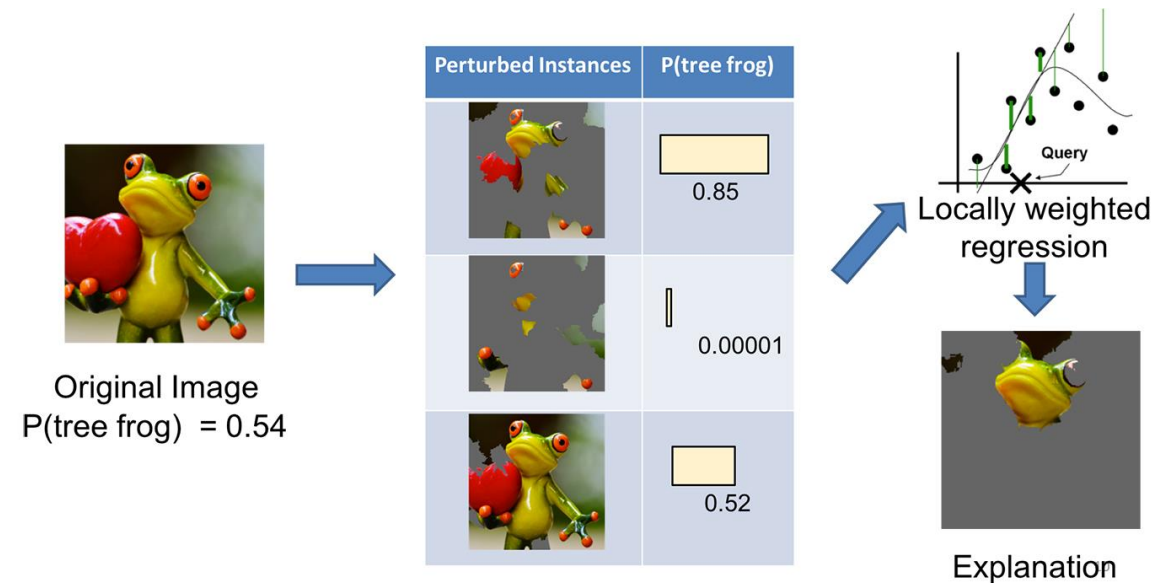 Original Image
P(tree frog) = 0.54
Perturbed Instances
P(tree frog)
0.85
0.00001
0.52
Query
Locally weighted
regression
Explanation